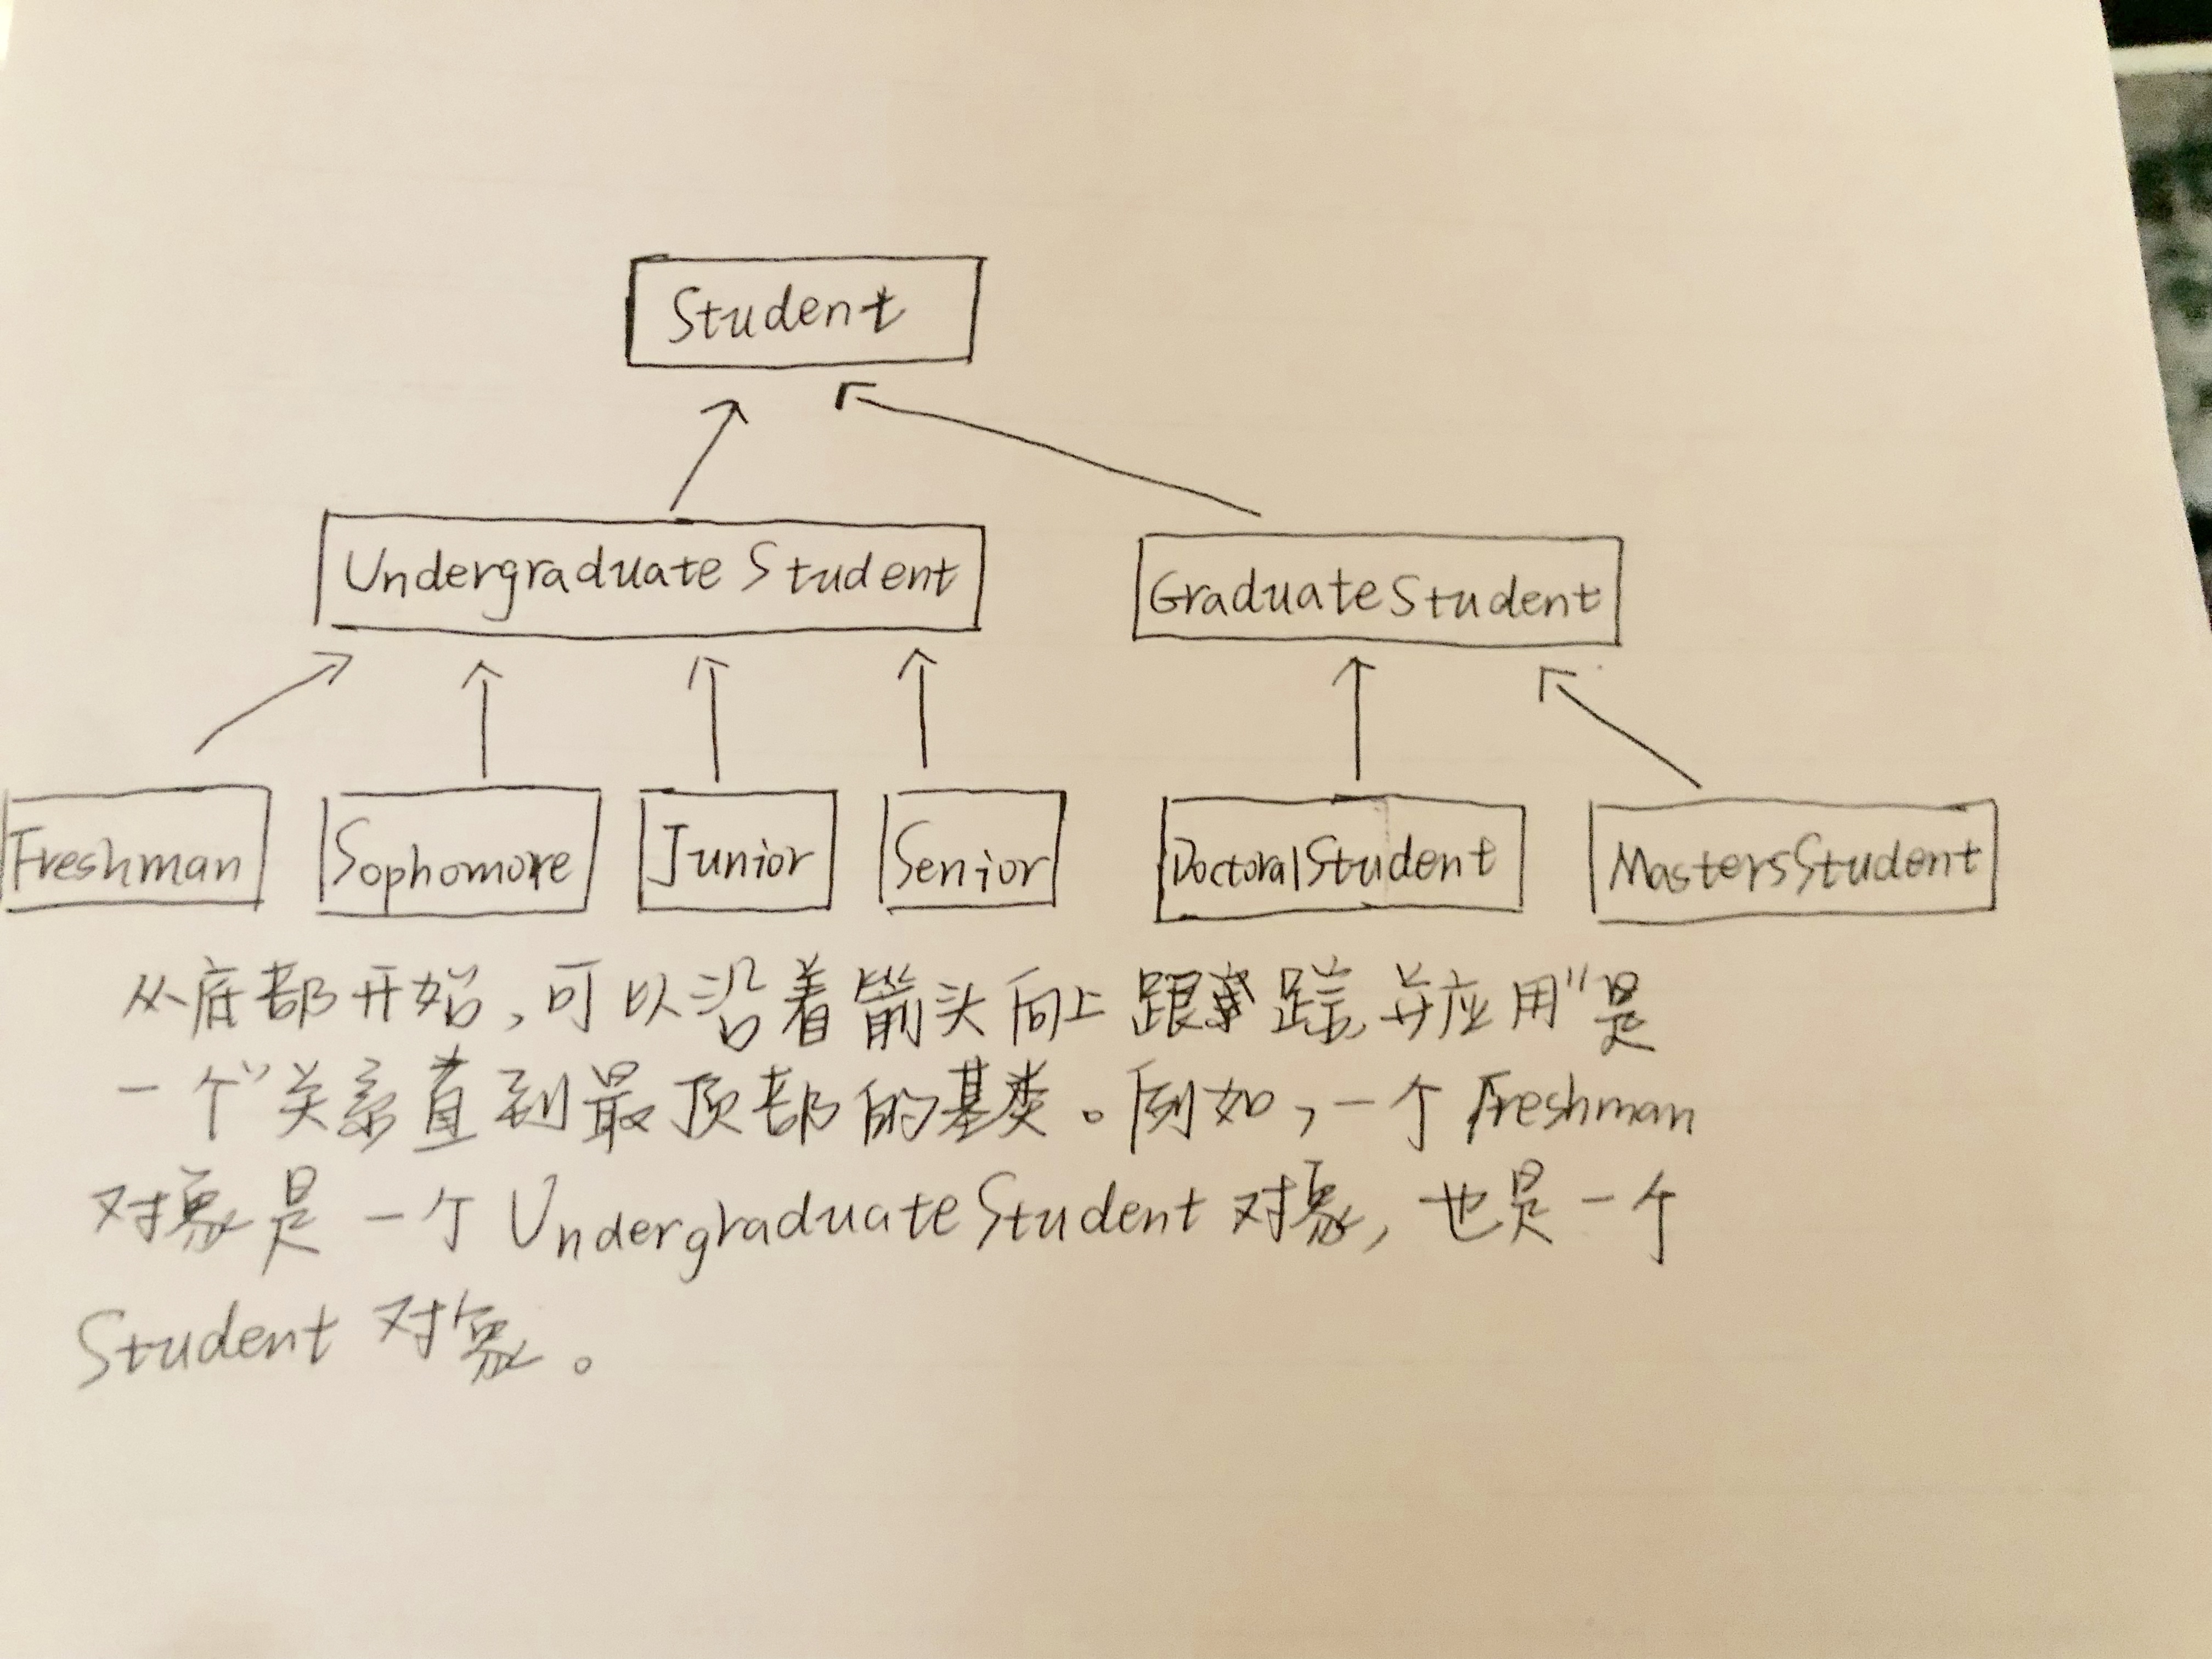 Student
UndergraduateStudent
GraduateStudent
Freshman
Sophomore
Junior
Senior
DoctoralStudent
MastersStudent
从底部开始,可以沿着箭头向上跟踪,并应用“是
一个”关系直到最顶部的基类。例如,一个Freshman
对象是一个UndergraduateStudent对象,也是一个
Student对象。